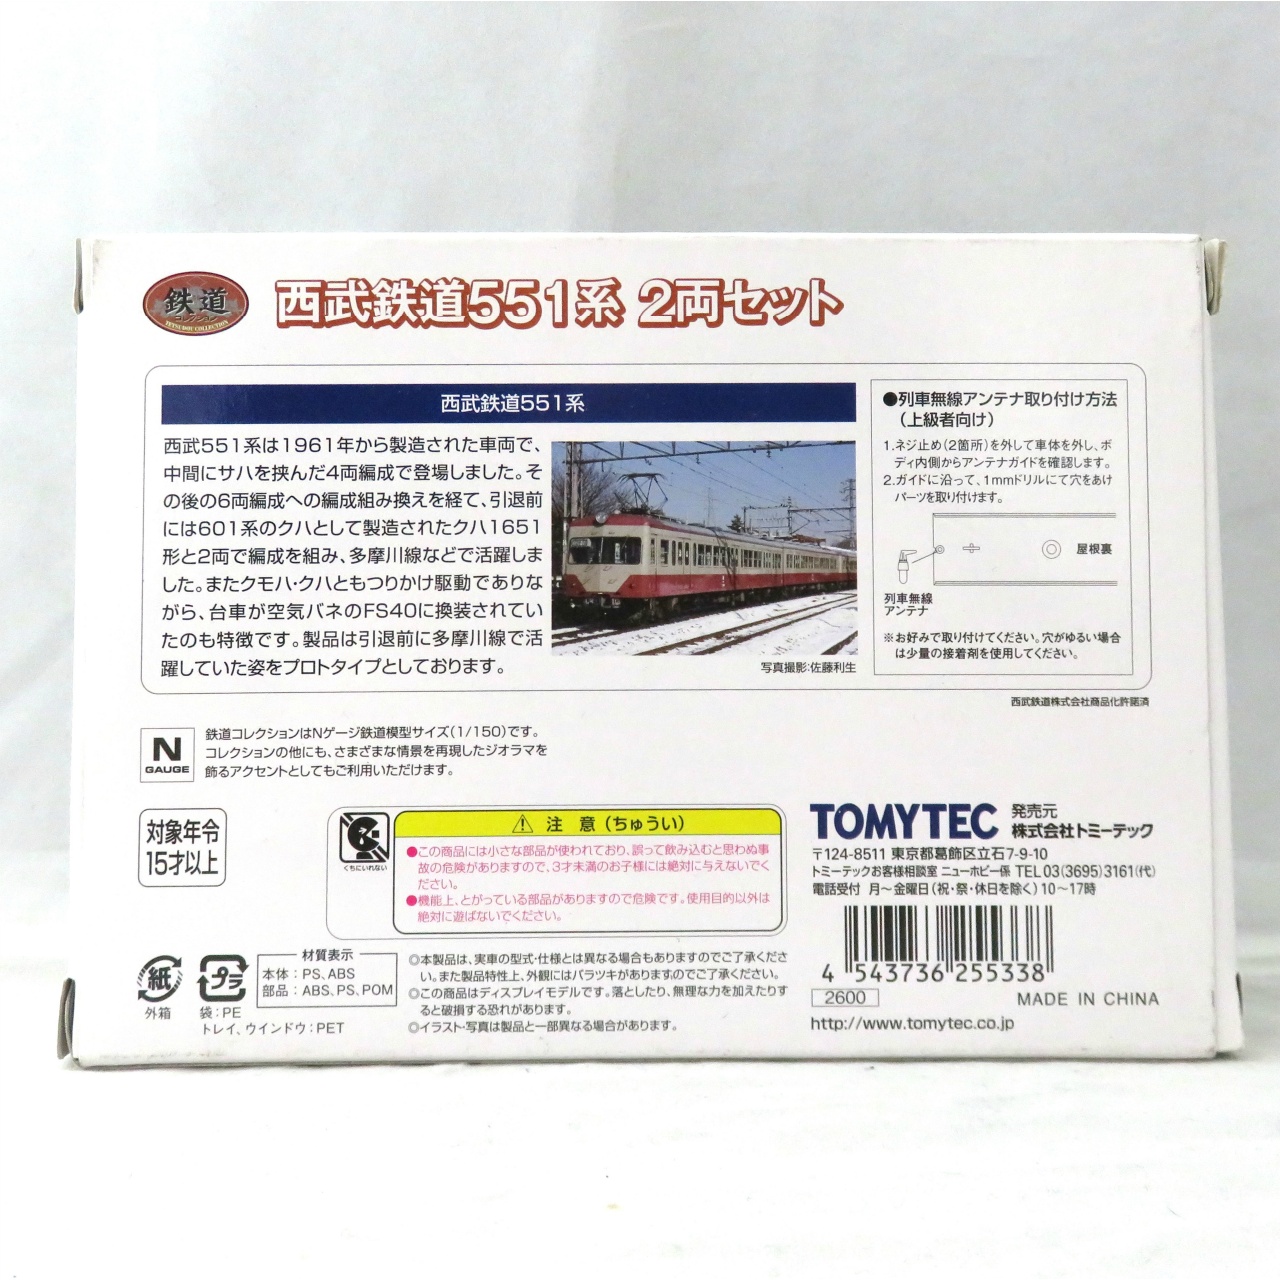 鉄道
コレクション
TETSUDOU COLLECTION
西武鉄道551系 2両セット
西武鉄道551系
西武551系は1961年から製造された車両で、
中間にサハを挟んだ4両編成で登場しました。そ
の後の6両編成への編成組み換えを経て、引退前
には601系のクハとして製造されたクハ1651
形と2両で編成を組み、多摩川線などで活躍しま
した。またクモハ・クハともつりかけ駆動でありな
がら、台車が空気バネのFS40に換装されてい
たのも特徴です。製品は引退前に多摩川線で活
躍していた姿をプロトタイプとしております。
写真撮影:佐藤利生
●列車無線アンテナ取り付け方法
(上級者向け)
1.ネジ止め(2箇所)を外して車体を外し、ボ
ディ内側からアンテナガイドを確認します。
2.ガイドに沿って、1mmドリルにて穴をあけ
パーツを取り付けます。
屋根裏
列車無線
アンテナ
※お好みで取り付けてください。穴がゆるい場合
は少量の接着剤を使用してください。
西武鉄道株式会社商品化許諾済
N
GAUGE
鉄道コレクションはNゲージ鉄道模型サイズ(1/150)です。
コレクションの他にも、さまざまな情景を再現したジオラマを
飾るアクセントとしてもご利用いただけます。
対象年令
15才以上
くちにいれない
注 意(ちゅうい)
●この商品には小さな部品が使われており、誤って飲み込むと思わぬ事
故の危険がありますので、3才未満のお子様には絶対に与えないでく
ださい。
●機能上、とがっている部品がありますので危険です。使用目的以外は
絶対に遊ばないでください。
TOMYTEC
発売元
株式会社トミーテック
〒124-8511 東京都葛飾区立石7-9-10
トミーテックお客様相談室 ニューホビー係 TEL03(3695)3161(代)
電話受付 月～金曜日(祝・祭・休日を除く)10～17時
4 543736 255338
2600
MADE IN CHINA
http://www.tomytec.co.jp
紙
外箱
プラ
袋:PE
トレイ、ウインドウ:PET
材質表示
本体:PS、ABS
部品:ABS、PS、POM
◎本製品は、実車の型式・仕様とは異なる場合もありますのでご了承くださ
い。また製品特性上、外観にはバラツキがありますのでご了承ください。
◎この商品はディスプレイモデルです。落としたり、無理な力を加えたりす
ると破損する恐れがあります。
◎イラスト・写真は製品と一部異なる場合があります。